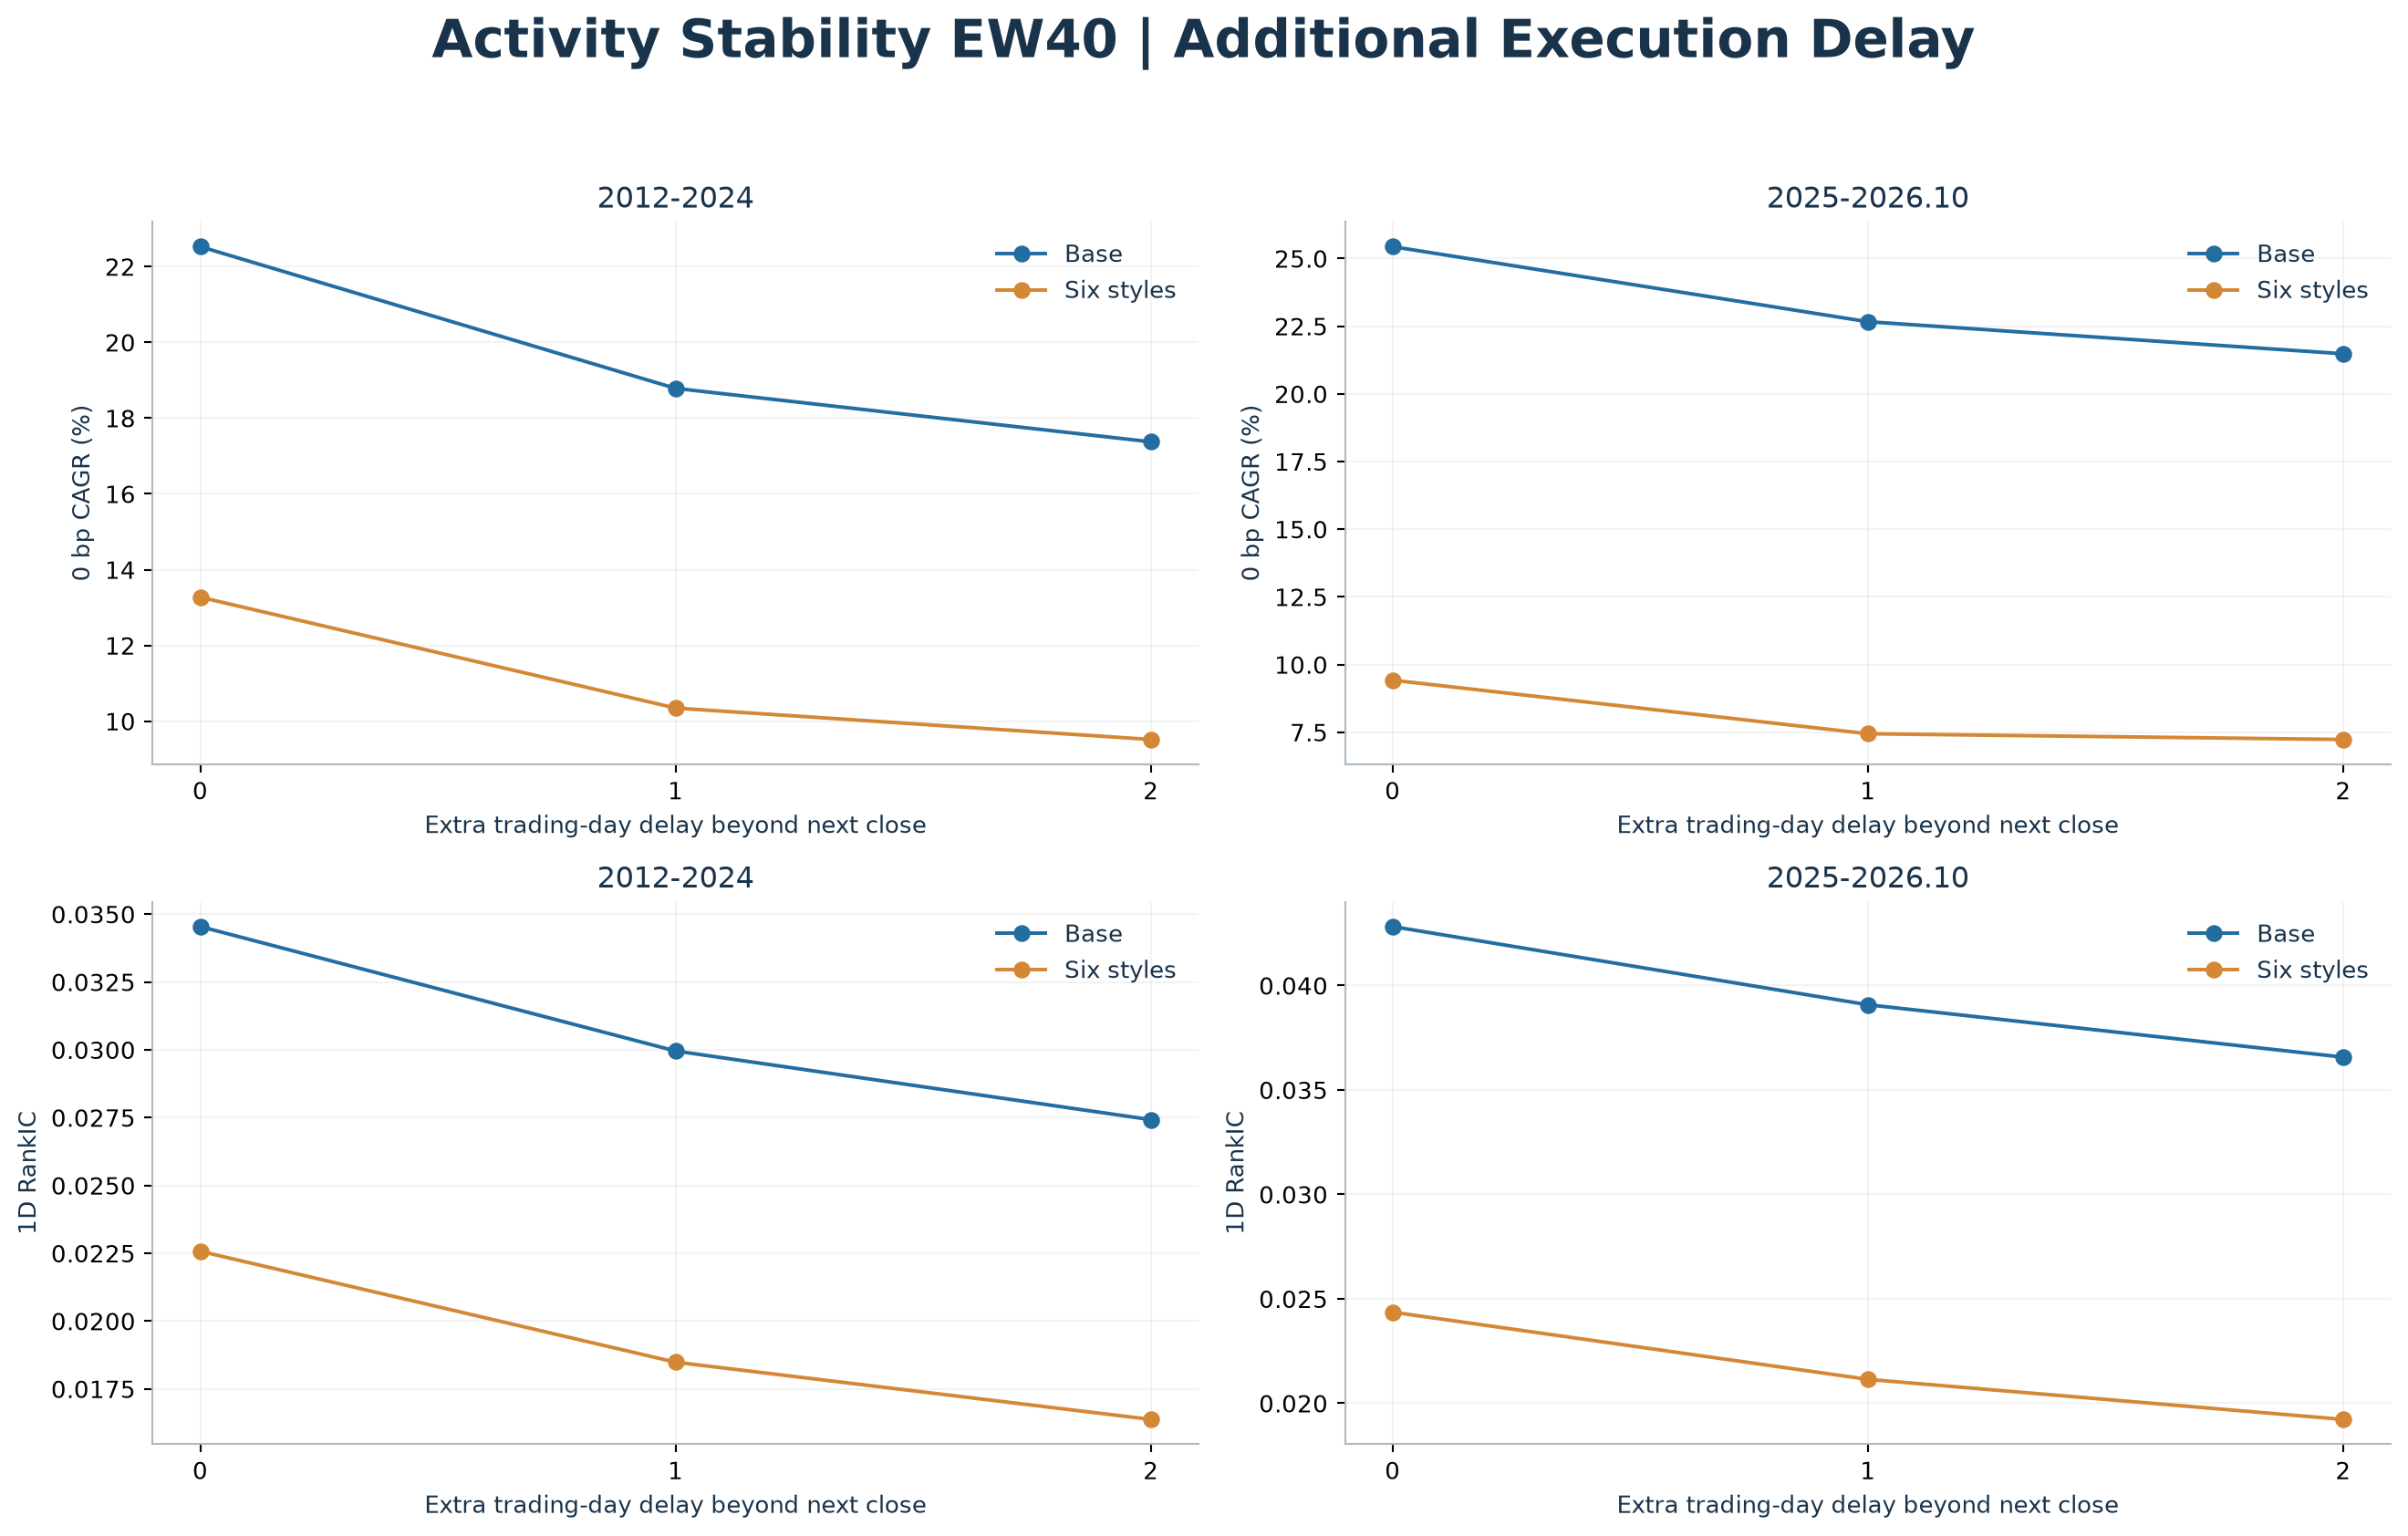 Activity Stability EW40 | Additional Execution Delay
2012-2024
0 bp CAGR (%)
22
20
18
16
14
12
10
Base
Six styles
0 1 2
Extra trading-day delay beyond next close
2025-2026.10
0 bp CAGR (%)
25.0
22.5
20.0
17.5
15.0
12.5
10.0
7.5
Base
Six styles
0 1 2
Extra trading-day delay beyond next close
2012-2024
1D RankIC
0.0350
0.0325
0.0300
0.0275
0.0250
0.0225
0.0200
0.0175
Base
Six styles
0 1 2
Extra trading-day delay beyond next close
2025-2026.10
1D RankIC
0.040
0.035
0.030
0.025
0.020
Base
Six styles
0 1 2
Extra trading-day delay beyond next close